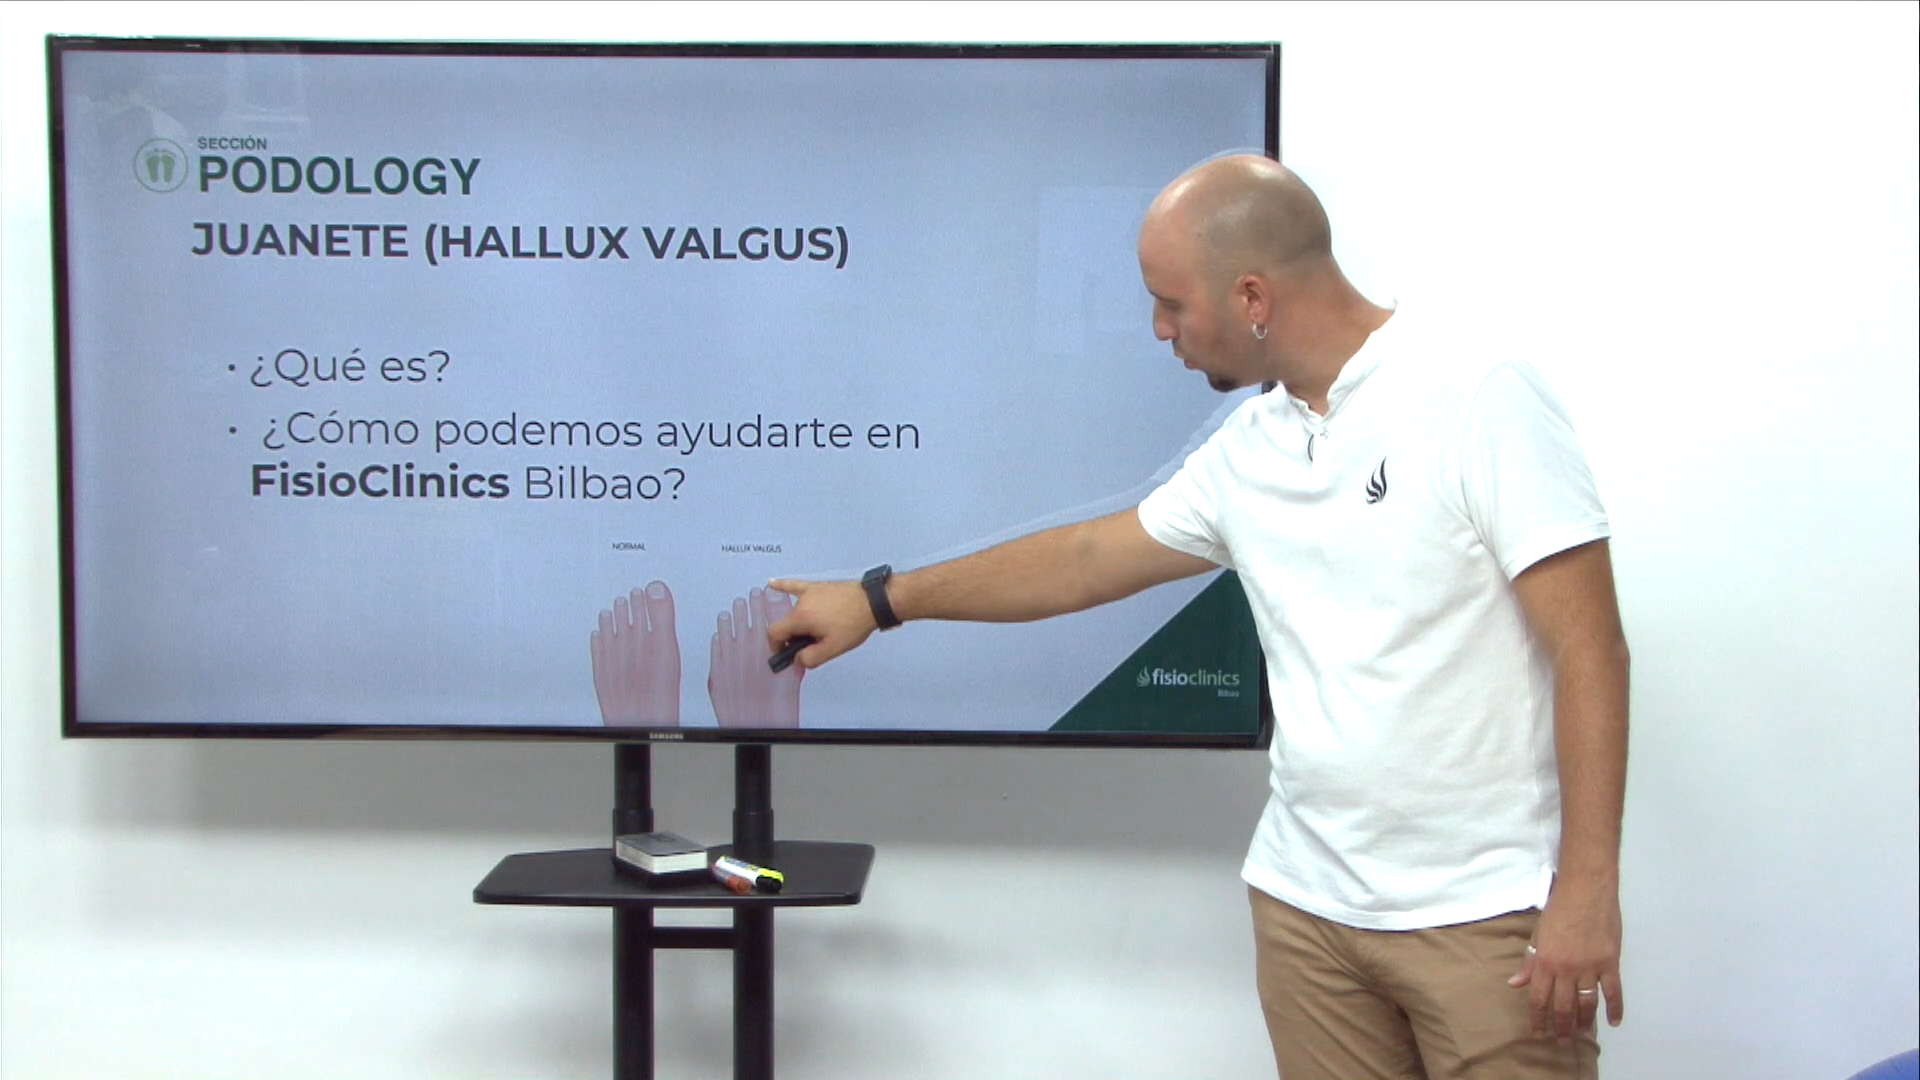 SECCIÓN
PODOLOGY
JUANETE (HALLUX VALGUS)
· ¿Qué es?
· ¿Cómo podemos ayudarte en
FisioClinics Bilbao?
NORMAL
HALLUX VALGUS
fisioclinics
Bilbao
SAMSUNG